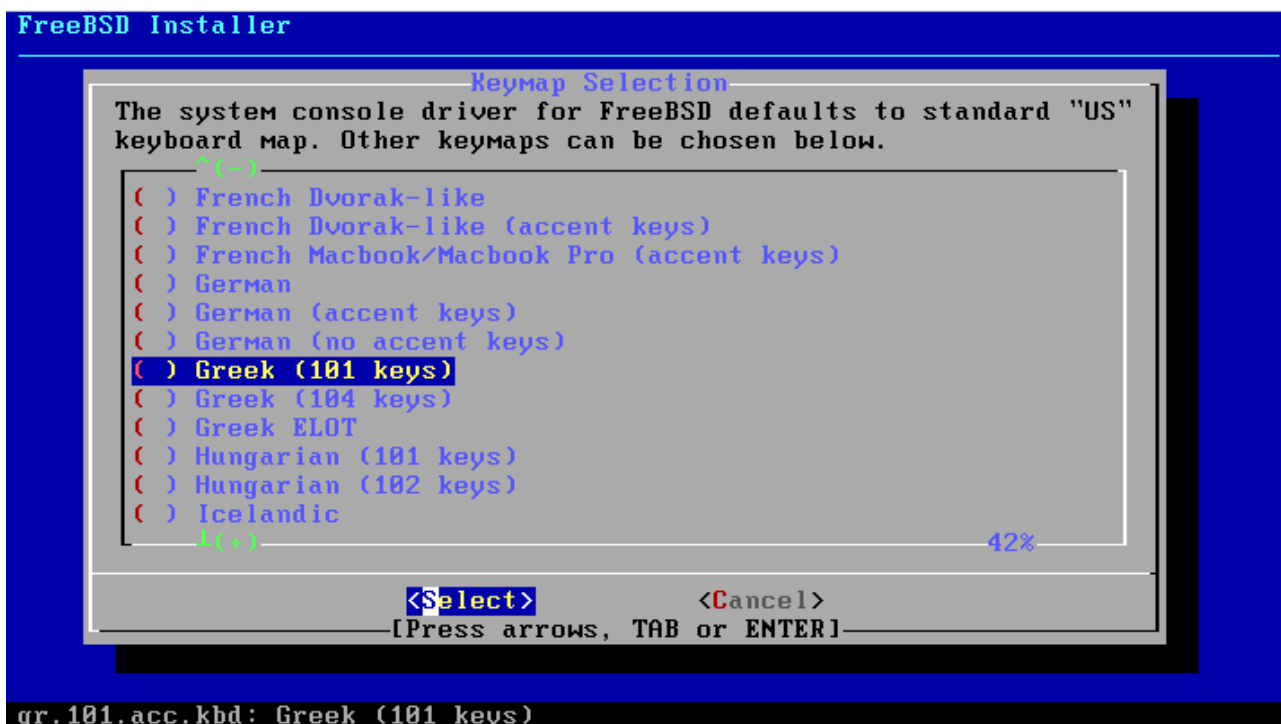 FreeBSD Installer
Keymap Selection
The system console driver for FreeBSD defaults to standard "US"
keyboard map. Other keymaps can be chosen below.
^(-)
( ) French Dvorak-like
( ) French Dvorak-like (accent keys)
( ) French Macbook/Macbook Pro (accent keys)
( ) German
( ) German (accent keys)
( ) German (no accent keys)
( ) Greek (101 keys)
( ) Greek (104 keys)
( ) Greek ELOT
( ) Hungarian (101 keys)
( ) Hungarian (102 keys)
( ) Icelandic
┴(+) 42%
<Select> <Cancel>
[Press arrows, TAB or ENTER]
gr.101.acc.kbd: Greek (101 keys)